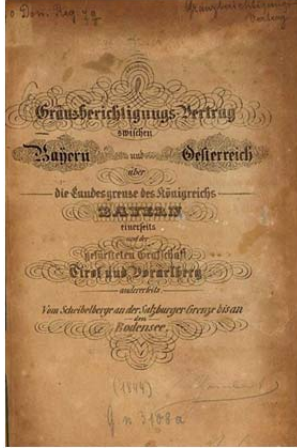 Gränzberichtigungs-Vertrag
zwischen
Bayern und Oesterreich
über
die Landesgrenze des Königreichs
BAYERN
einerseits
und der
gefürsteten Grafschaft
Tirol und Vorarlberg
andererseits
Vom Scheibelberge an der Salzburger Grenze bis an
den
Bodensee.
(1844)